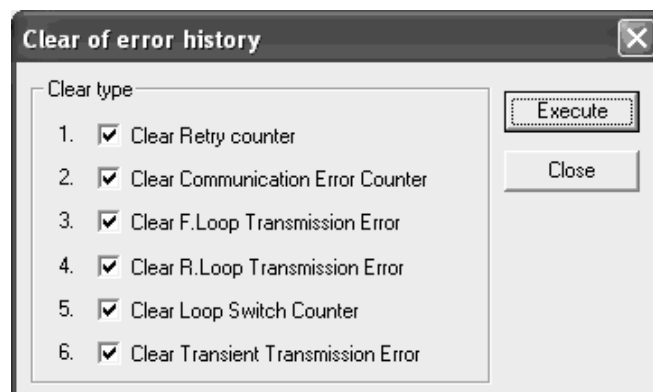 Clear of error history
Clear type
1. Clear Retry counter
2. Clear Communication Error Counter
3. Clear F.Loop Transmission Error
4. Clear R.Loop Transmission Error
5. Clear Loop Switch Counter
6. Clear Transient Transmission Error
Execute
Close